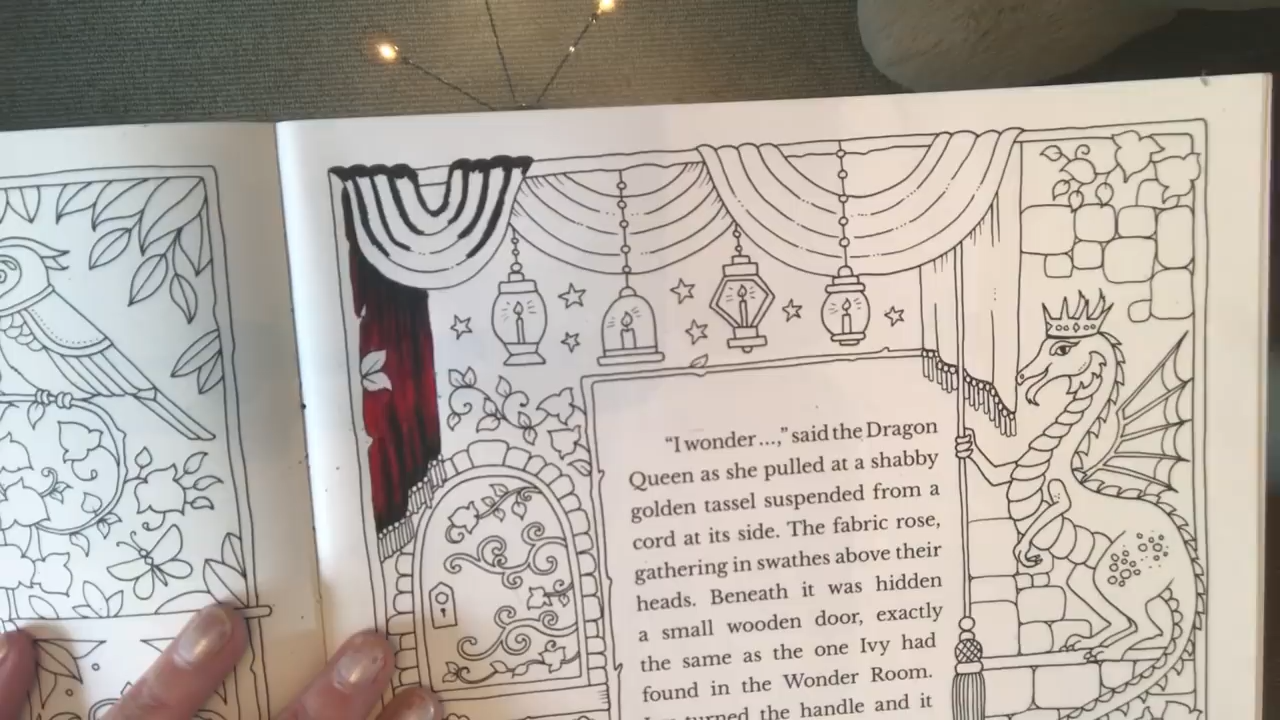 “I wonder...,” said the Dragon
Queen as she pulled at a shabby
golden tassel suspended from a
cord at its side. The fabric rose,
gathering in swathes above their
heads. Beneath it was hidden
a small wooden door, exactly
the same as the one Ivy had
found in the Wonder Room.
turned the handle and it